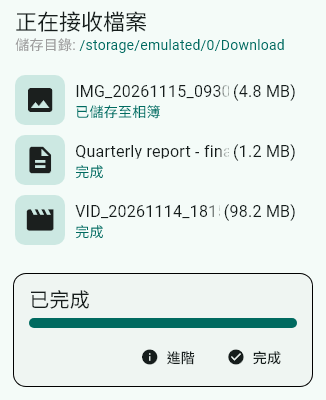 正在接收檔案
儲存目錄: /storage/emulated/0/Download
IMG_20261115_0930 (4.8 MB)
已儲存至相簿
Quarterly report - fina (1.2 MB)
完成
VID_20261114_181 (98.2 MB)
完成
已完成
進階 完成